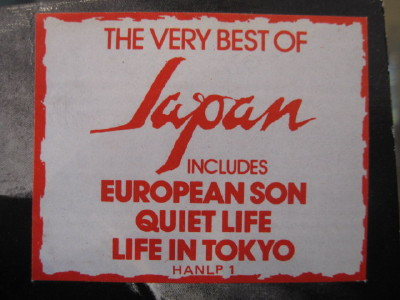 THE VERY BEST OF
Japan
INCLUDES
EUROPEAN SON
QUIET LIFE
LIFE IN TOKYO
HANLP 1